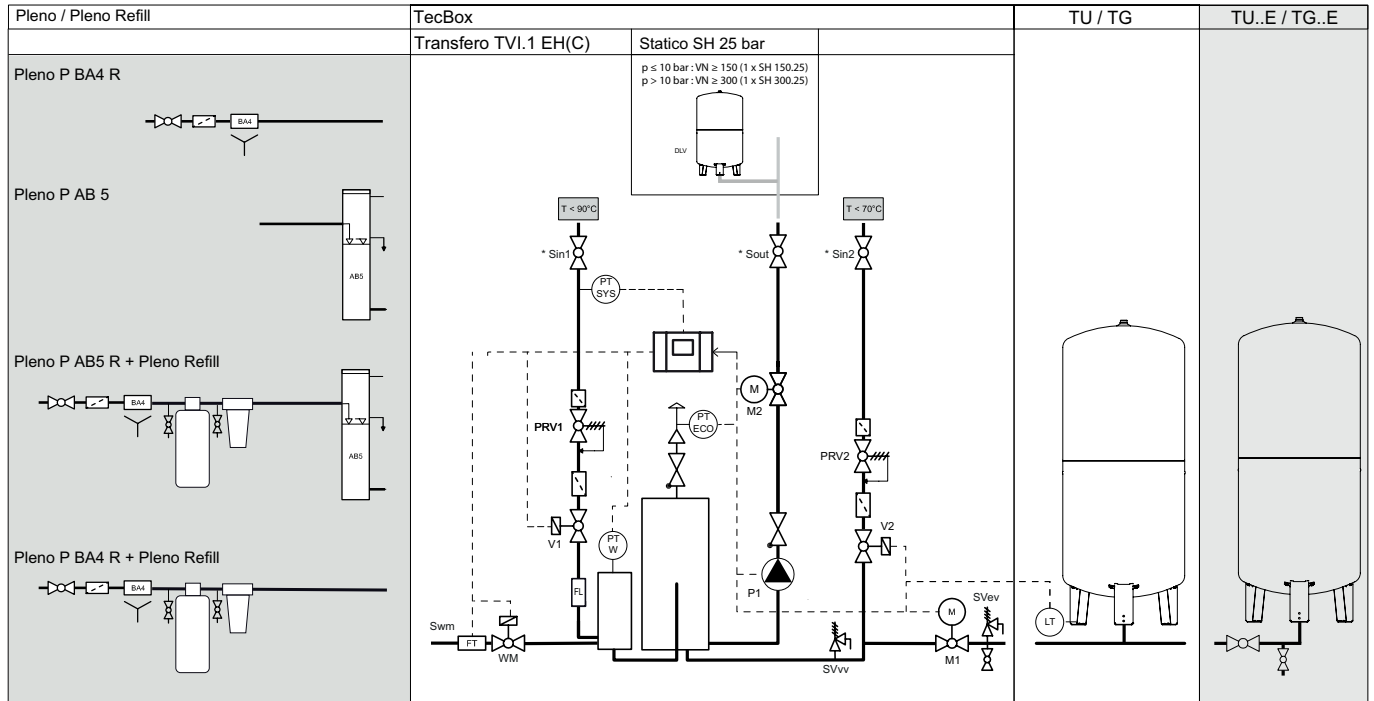 Pleno / Pleno Refill
TecBox
TU / TG
TU..E / TG..E
Transfero TVI.1 EH(C)
Statico SH 25 bar
p ≤ 10 bar : VN ≥ 150 (1 x SH 150.25)
p > 10 bar : VN ≥ 300 (1 x SH 300.25)
DLV
Pleno P BA4 R
BA4
Pleno P AB 5
AB5
Pleno P AB5 R + Pleno Refill
BA4
AB5
Pleno P BA4 R + Pleno Refill
BA4
T < 90°C
T < 70°C
* Sin1
* Sout
* Sin2
PT
SYS
M
M2
PRV1
PT
ECO
PRV2
V1
PT
W
V2
P1
FL
Swm
FT
WM
SVvv
M
M1
SVev
LT